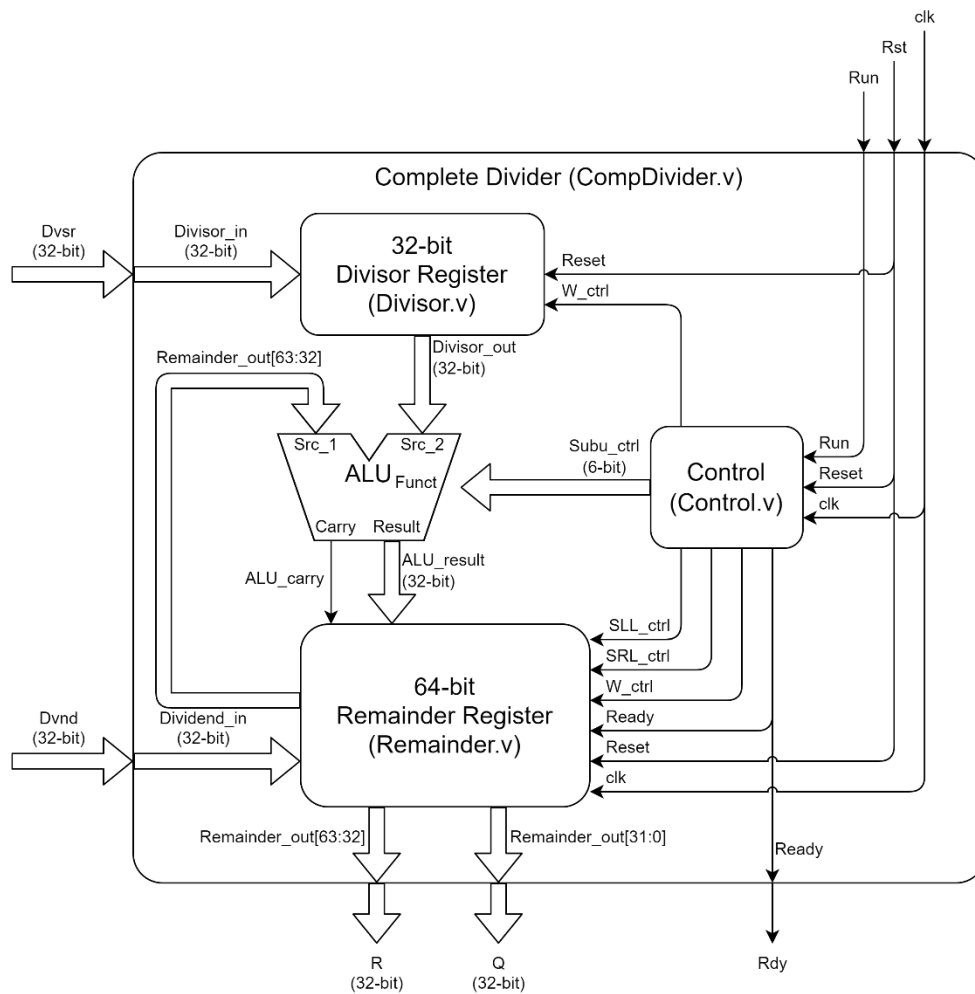 clk
Rst
Run
Complete Divider (CompDivider.v)
Dvsr
(32-bit)
Divisor_in
(32-bit)
32-bit
Divisor Register
(Divisor.v)
Reset
W_ctrl
Remainder_out[63:32]
Divisor_out
(32-bit)
Src_1
Src_2
ALU
Funct
Carry
Result
Subu_ctrl
(6-bit)
Control
(Control.v)
Run
Reset
clk
ALU_carry
ALU_result
(32-bit)
SLL_ctrl
SRL_ctrl
W_ctrl
Ready
Reset
clk
64-bit
Remainder Register
(Remainder.v)
Dvnd
(32-bit)
Dividend_in
(32-bit)
Remainder_out[63:32]
Remainder_out[31:0]
Ready
R
(32-bit)
Q
(32-bit)
Rdy